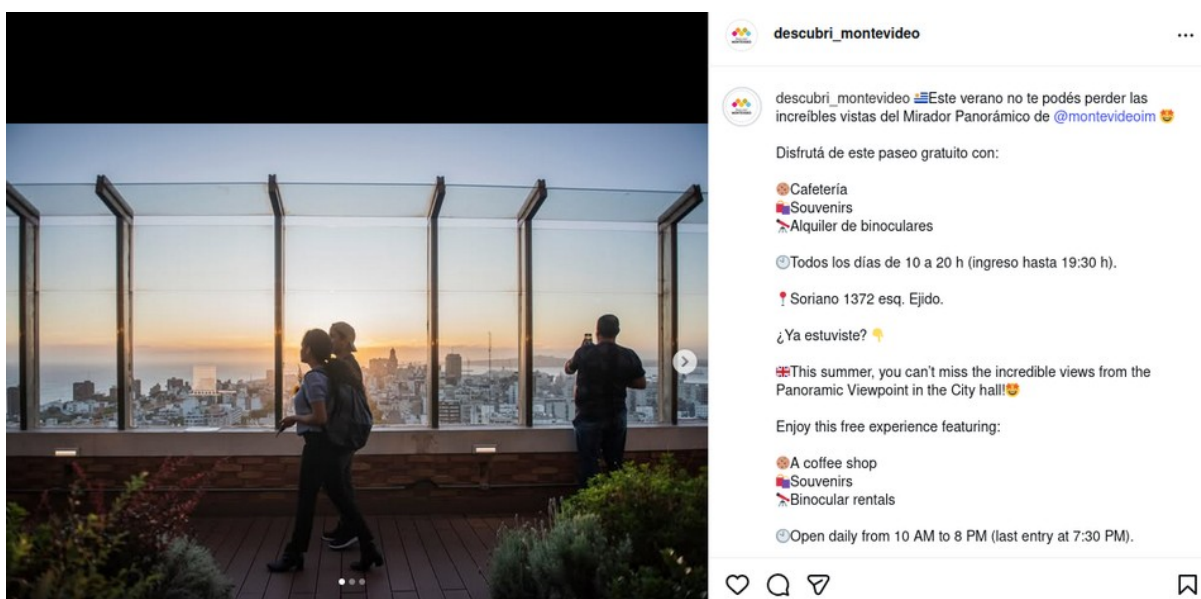 descubri_montevideo
descubri_montevideo 🇺🇾Este verano no te podés perder las
increíbles vistas del Mirador Panorámico de @montevideoim 🤩
Disfrutá de este paseo gratuito con:
🍪Cafetería
🛍️Souvenirs
🔭Alquiler de binoculares
🕙Todos los días de 10 a 20 h (ingreso hasta 19:30 h).
📍Soriano 1372 esq. Ejido.
¿Ya estuviste? 👇
🇬🇧This summer, you can’t miss the incredible views from the
Panoramic Viewpoint in the City hall!🤩
Enjoy this free experience featuring:
🍪A coffee shop
🛍️Souvenirs
🔭Binocular rentals
🕙Open daily from 10 AM to 8 PM (last entry at 7:30 PM).